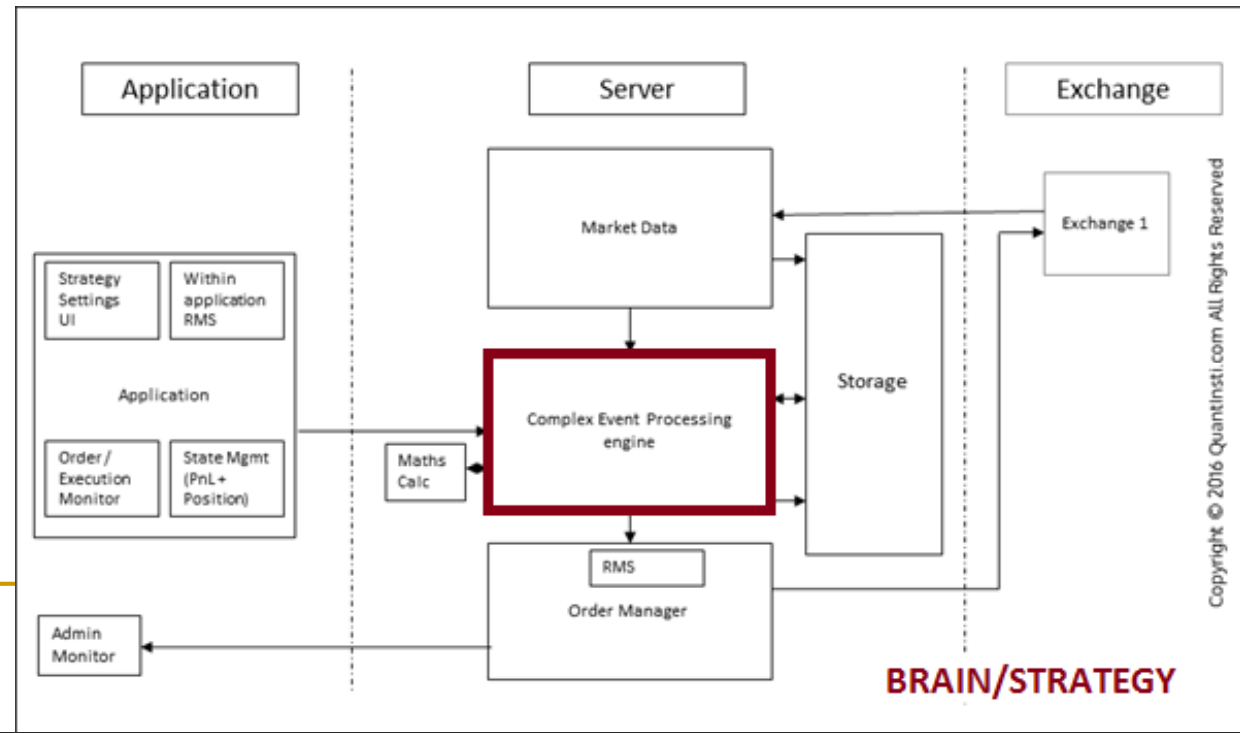 Application
Server
Exchange
Market Data
Exchange 1
Strategy
Settings
UI
Within
application
RMS
Application
Order /
Execution
Monitor
State Mgmt
(PnL +
Position)
Maths
Calc
Complex Event Processing
engine
Storage
RMS
Order Manager
Admin
Monitor
BRAIN/STRATEGY
Copyright © 2016 QuantInsti.com All Rights Reserved